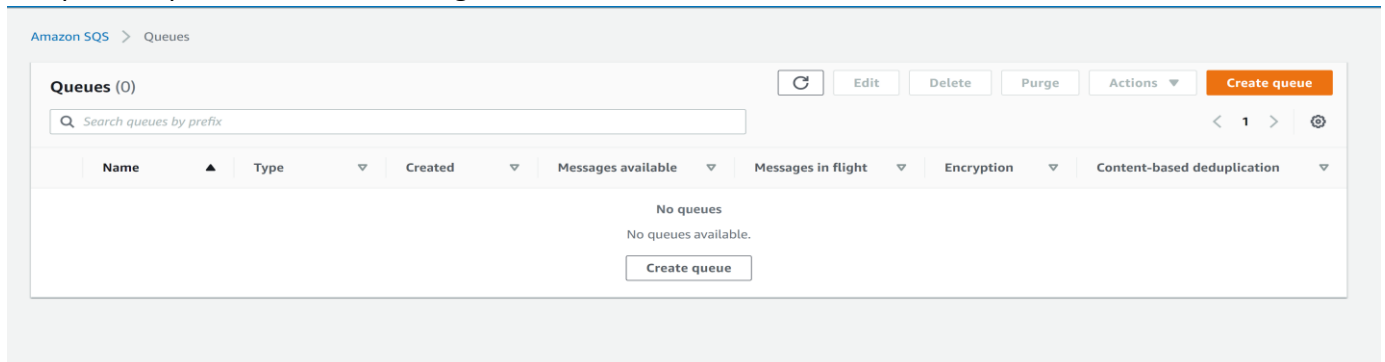 Amazon SQS > Queues
Queues (0)
Edit Delete Purge Actions Create queue
Search queues by prefix
< 1 >
Name Type Created Messages available Messages in flight Encryption Content-based deduplication
No queues
No queues available.
Create queue